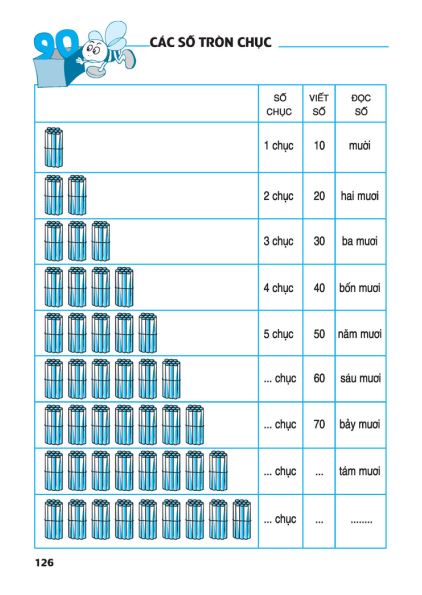 90
CÁC SỐ TRÒN CHỤC
SỐ CHỤC VIẾT SỐ ĐỌC SỐ
1 chục 10 mười
2 chục 20 hai mươi
3 chục 30 ba mươi
4 chục 40 bốn mươi
5 chục 50 năm mươi
... chục 60 sáu mươi
... chục 70 bảy mươi
... chục ... tám mươi
... chục ... ........
126